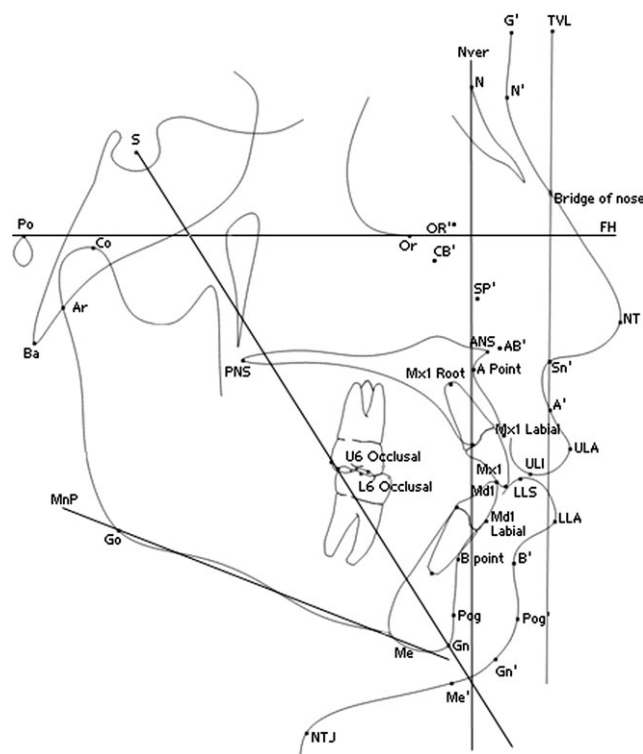 G'
TVL
Nver
N
N'
S
Bridge of nose
Po
OR'
FH
Co
Or
CB'
SP'
Ar
NT
Ba
ANS
AB'
PNS
Sn'
A Point
Mx1 Root
A'
Mx1 Labial
ULA
U6 Occlusal
Mx1
ULI
L6 Occlusal
Md1
LLS
MnP
Md1
Labial
LLA
Go
B point
B'
Pog
Pog'
Me
Gn
Gn'
Me'
NTJ